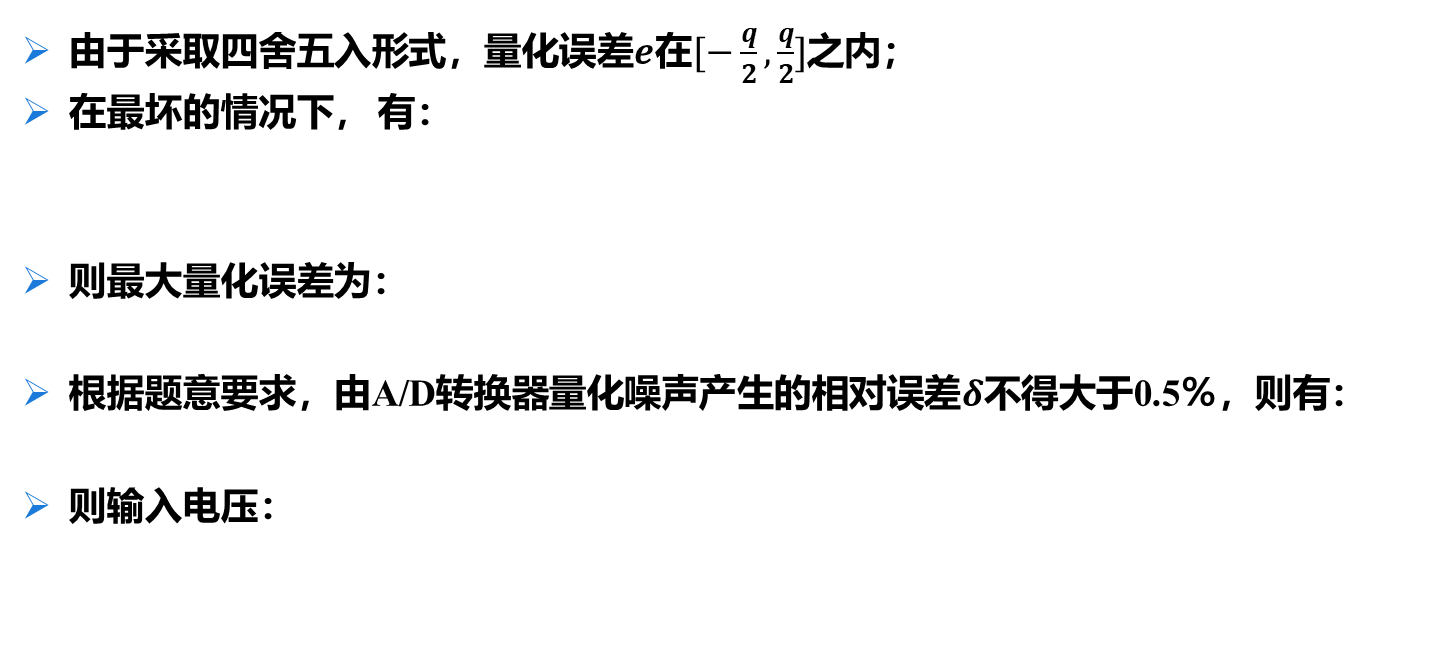 ➢ 由于采取四舍五入形式，量化误差e在[−q/2,q/2]之内；
➢ 在最坏的情况下， 有：
➢ 则最大量化误差为：
➢ 根据题意要求，由A/D转换器量化噪声产生的相对误差δ不得大于0.5%，则有：
➢ 则输入电压：